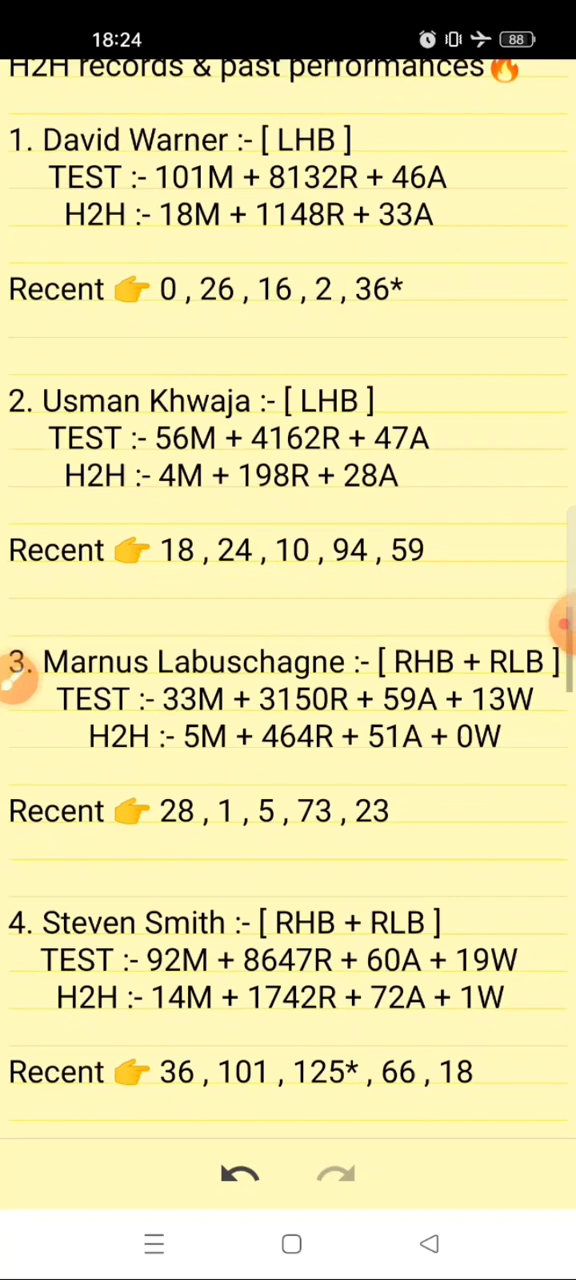 18:24
88
H2H records & past performances🔥
1. David Warner :- [ LHB ]
TEST :- 101M + 8132R + 46A
H2H :- 18M + 1148R + 33A
Recent 👉 0 , 26 , 16 , 2 , 36*
2. Usman Khwaja :- [ LHB ]
TEST :- 56M + 4162R + 47A
H2H :- 4M + 198R + 28A
Recent 👉 18 , 24 , 10 , 94 , 59
3. Marnus Labuschagne :- [ RHB + RLB ]
TEST :- 33M + 3150R + 59A + 13W
H2H :- 5M + 464R + 51A + 0W
Recent 👉 28 , 1 , 5 , 73 , 23
4. Steven Smith :- [ RHB + RLB ]
TEST :- 92M + 8647R + 60A + 19W
H2H :- 14M + 1742R + 72A + 1W
Recent 👉 36 , 101 , 125* , 66 , 18